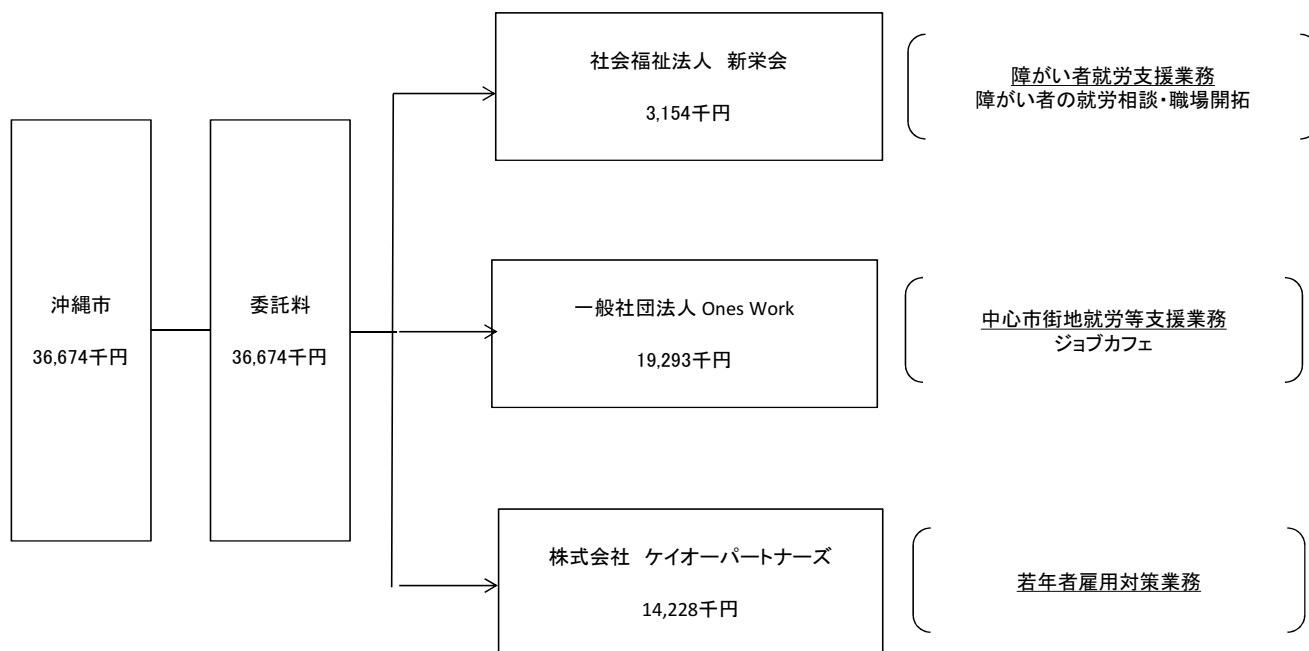 沖縄市
36,674千円
委託料
36,674千円
社会福祉法人　新栄会
3,154千円
障がい者就労支援業務
障がい者の就労相談・職場開拓
一般社団法人 Ones Work
19,293千円
中心市街地就労等支援業務
ジョブカフェ
株式会社　ケイオーパートナーズ
14,228千円
若年者雇用対策業務